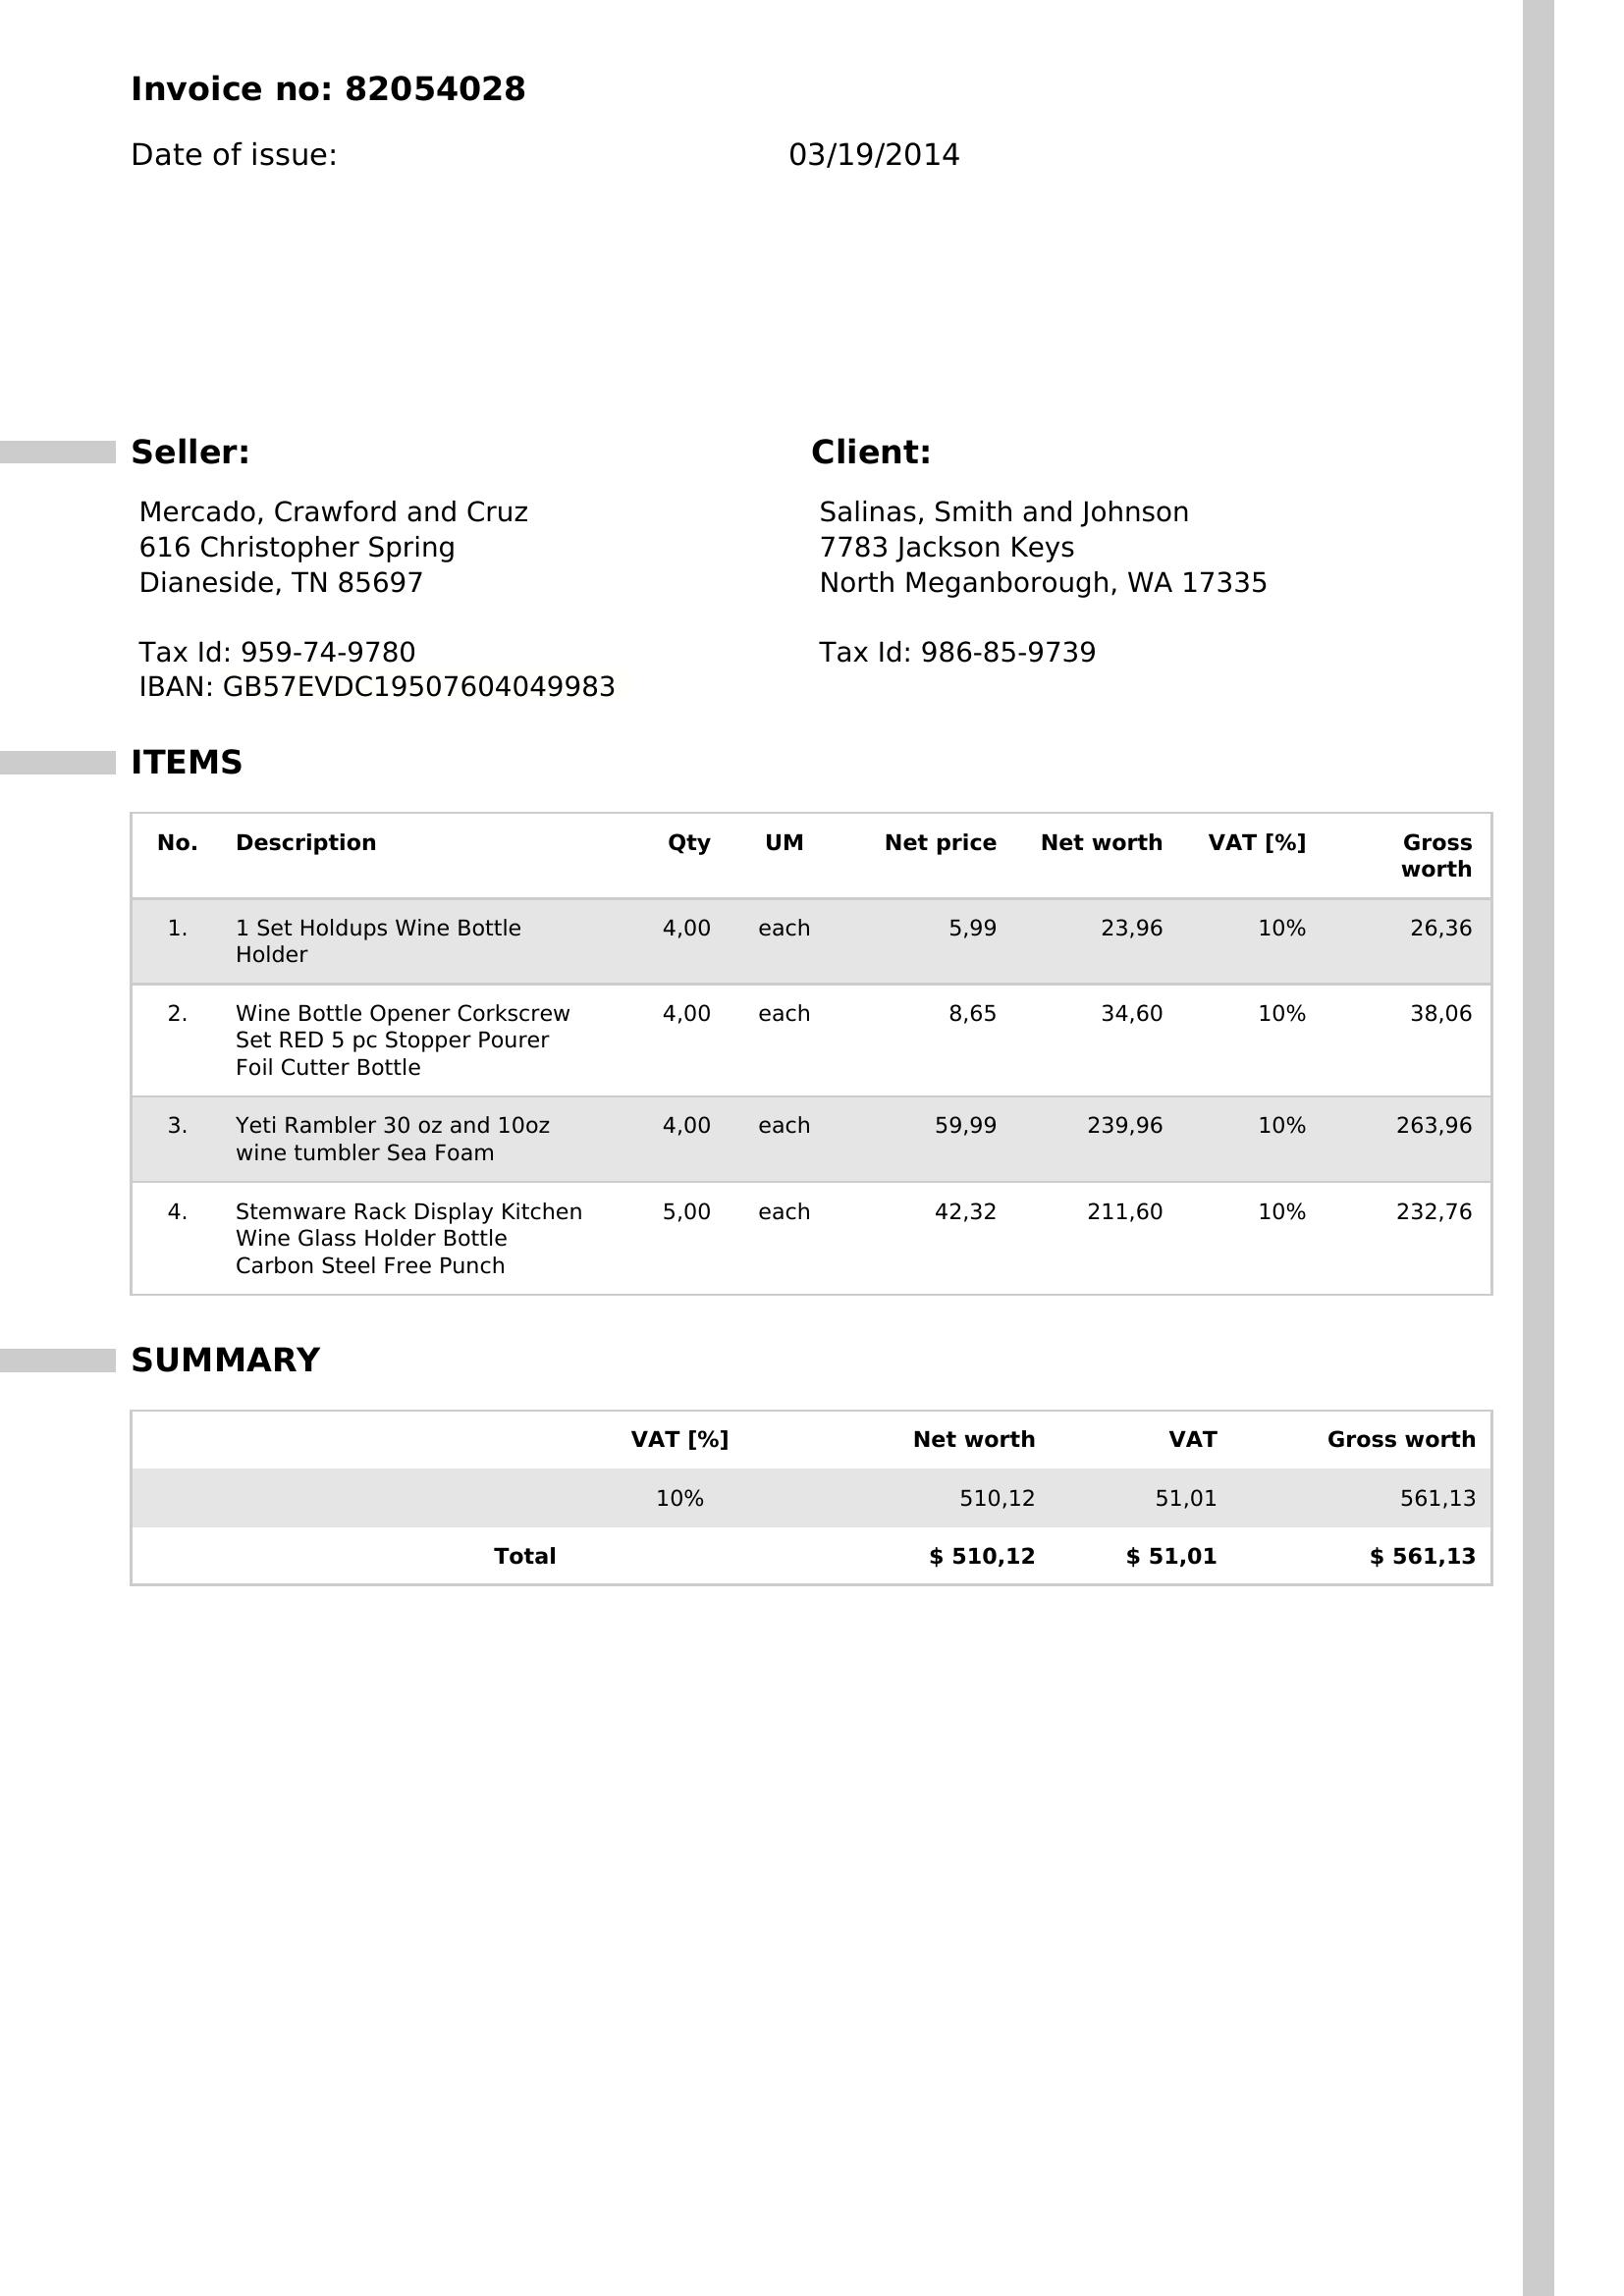 Invoice no: 82054028
Date of issue: 03/19/2014
Seller: Client:
Mercado, Crawford and Cruz Salinas, Smith and Johnson
616 Christopher Spring 7783 Jackson Keys
Dianeside, TN 85697 North Meganborough, WA 17335
Tax Id: 959-74-9780 Tax Id: 986-85-9739
IBAN: GB57EVDC19507604049983
ITEMS
No. Description Qty UM Net price Net worth VAT [%] Gross
worth
1. 1 Set Holdups Wine Bottle 4,00 each 5,99 23,96 10% 26,36
Holder
2. Wine Bottle Opener Corkscrew 4,00 each 8,65 34,60 10% 38,06
Set RED 5 pc Stopper Pourer
Foil Cutter Bottle
3. Yeti Rambler 30 oz and 10oz 4,00 each 59,99 239,96 10% 263,96
wine tumbler Sea Foam
4. Stemware Rack Display Kitchen 5,00 each 42,32 211,60 10% 232,76
Wine Glass Holder Bottle
Carbon Steel Free Punch
SUMMARY
VAT [%] Net worth VAT Gross worth
10% 510,12 51,01 561,13
Total $ 510,12 $ 51,01 $ 561,13